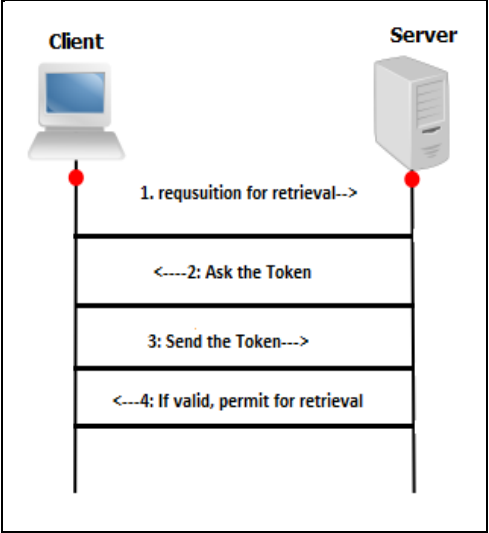 Client
Server
1. requsuition for retrieval-->
<----2: Ask the Token
3: Send the Token--->
<---4: If valid, permit for retrieval